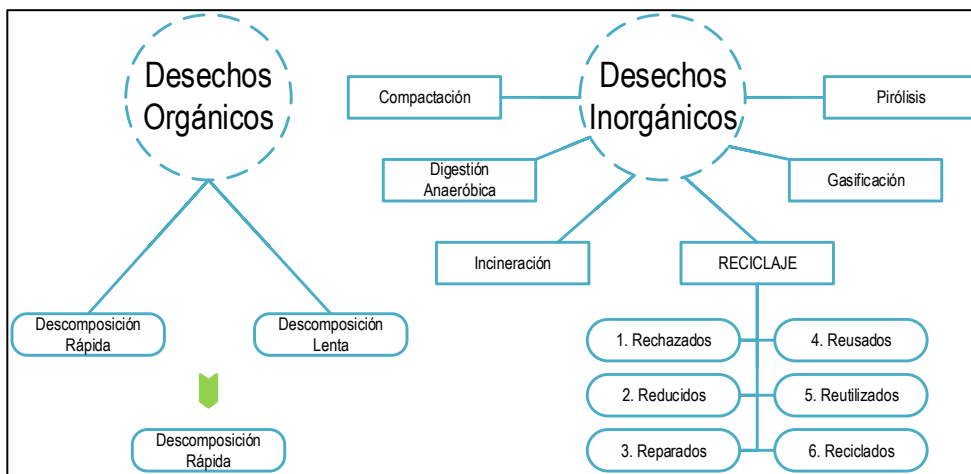 Desechos
Orgánicos
Descomposición
Rápida
Descomposición
Lenta
Descomposición
Rápida
Desechos
Inorgánicos
Compactación
Pirólisis
Digestión
Anaeróbica
Gasificación
Incineración
RECICLAJE
1. Rechazados
4. Reusados
2. Reducidos
5. Reutilizados
3. Reparados
6. Reciclados